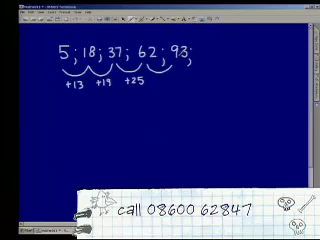 5; 18; 37; 62; 93;
+13 +19 +25
call 08600 62847